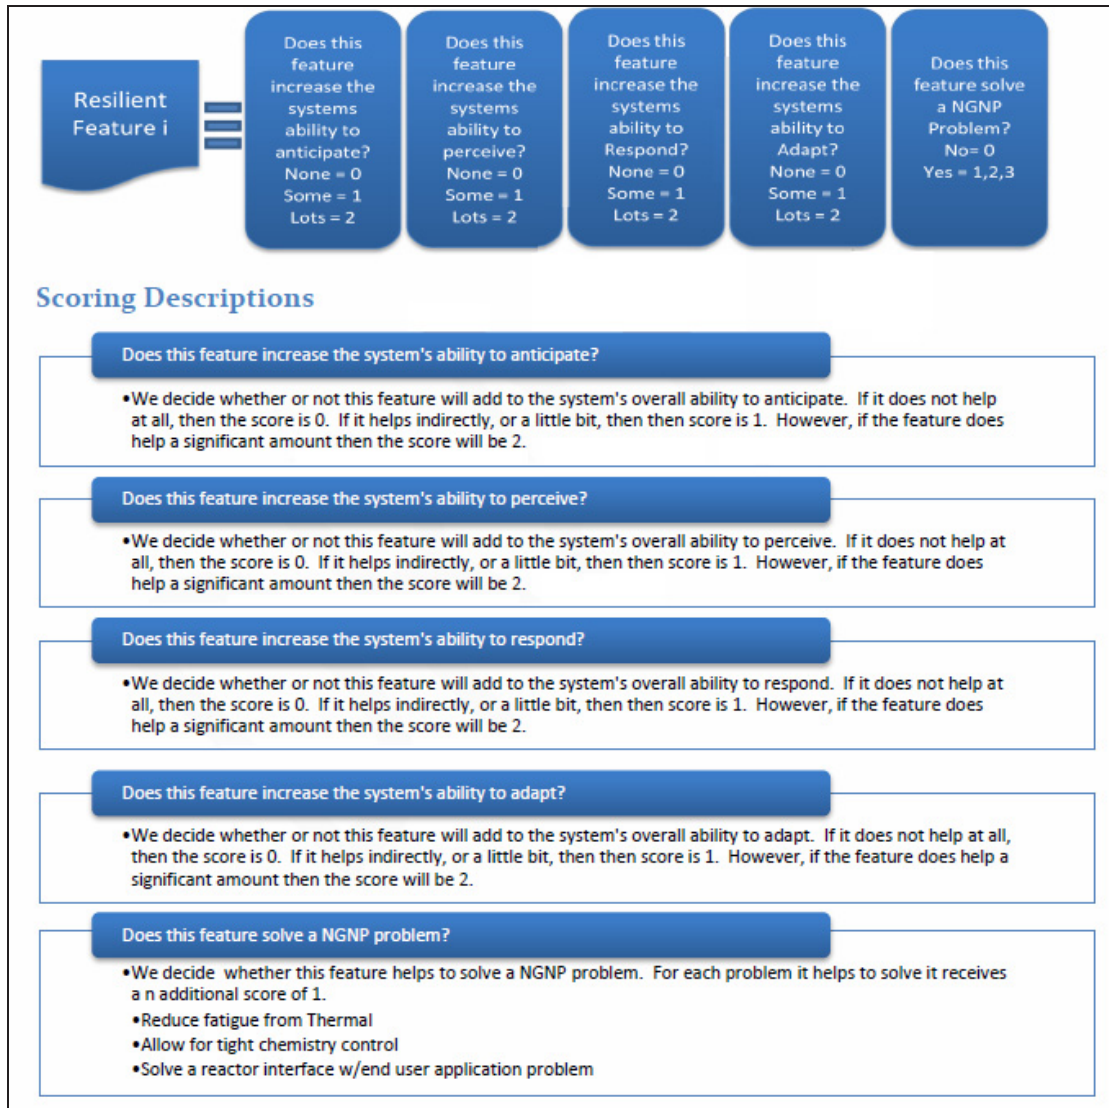 Resilient
Feature i
Does this
feature
increase the
systems
ability to
anticipate?
None = 0
Some = 1
Lots = 2
Does this
feature
increase the
systems
ability to
perceive?
None = 0
Some = 1
Lots = 2
Does this
feature
increase the
systems
ability to
Respond?
None = 0
Some = 1
Lots = 2
Does this
feature
increase the
systems
ability to
Adapt?
None = 0
Some = 1
Lots = 2
Does this
feature solve
a NGNP
Problem?
No= 0
Yes = 1,2,3
Scoring Descriptions
Does this feature increase the system's ability to anticipate?
•We decide whether or not this feature will add to the system's overall ability to anticipate. If it does not help
at all, then the score is 0. If it helps indirectly, or a little bit, then then score is 1. However, if the feature does
help a significant amount then the score will be 2.
Does this feature increase the system's ability to perceive?
•We decide whether or not this feature will add to the system's overall ability to perceive. If it does not help at
all, then the score is 0. If it helps indirectly, or a little bit, then then score is 1. However, if the feature does
help a significant amount then the score will be 2.
Does this feature increase the system's ability to respond?
•We decide whether or not this feature will add to the system's overall ability to respond. If it does not help at
all, then the score is 0. If it helps indirectly, or a little bit, then then score is 1. However, if the feature does
help a significant amount then the score will be 2.
Does this feature increase the system's ability to adapt?
•We decide whether or not this feature will add to the system's overall ability to adapt. If it does not help at all,
then the score is 0. If it helps indirectly, or a little bit, then then score is 1. However, if the feature does help a
significant amount then the score will be 2.
Does this feature solve a NGNP problem?
•We decide whether this feature helps to solve a NGNP problem. For each problem it helps to solve it receives
a n additional score of 1.
•Reduce fatigue from Thermal
•Allow for tight chemistry control
•Solve a reactor interface w/end user application problem